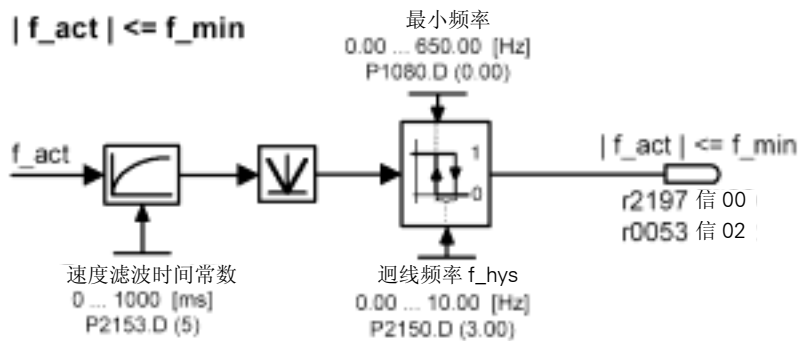 | f_act | <= f_min
最小频率
0.00 ... 650.00 [Hz]
P1080.D (0.00)
f_act
1
0
| f_act | <= f_min
r2197 信 00
r0053 信 02
速度滤波时间常数
0 ... 1000 [ms]
P2153.D (5)
迥线频率 f_hys
0.00 ... 10.00 [Hz]
P2150.D (3.00)